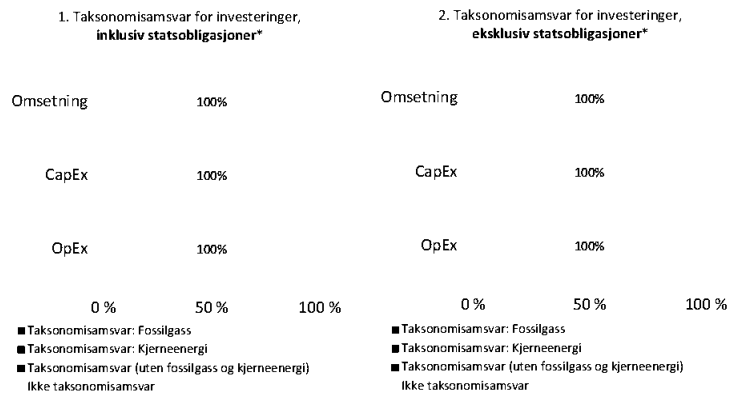 1. Taksonomisamsvar for investeringer,
inklusiv statsobligasjoner*
Omsetning 100%
CapEx 100%
OpEx 100%
0 % 50 % 100 %
Taksonomisamsvar: Fossilgass
Taksonomisamsvar: Kjerneenergi
Taksonomisamsvar (uten fossilgass og kjerneenergi)
Ikke taksonomisamsvar
2. Taksonomisamsvar for investeringer,
eksklusiv statsobligasjoner*
Omsetning 100%
CapEx 100%
OpEx 100%
0 % 50 % 100 %
Taksonomisamsvar: Fossilgass
Taksonomisamsvar: Kjerneenergi
Taksonomisamsvar (uten fossilgass og kjerneenergi)
Ikke taksonomisamsvar